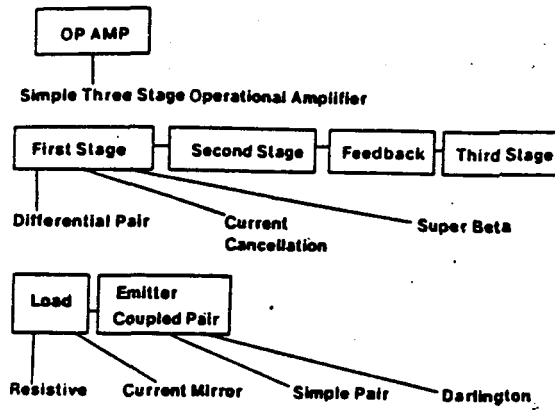 OP AMP
Simple Three Stage Operational Amplifier
First Stage
Second Stage
Feedback
Third Stage
Differential Pair
Current
Cancellation
Super Beta
Load
Emitter
Coupled Pair
Resistive
Current Mirror
Simple Pair
Darlington